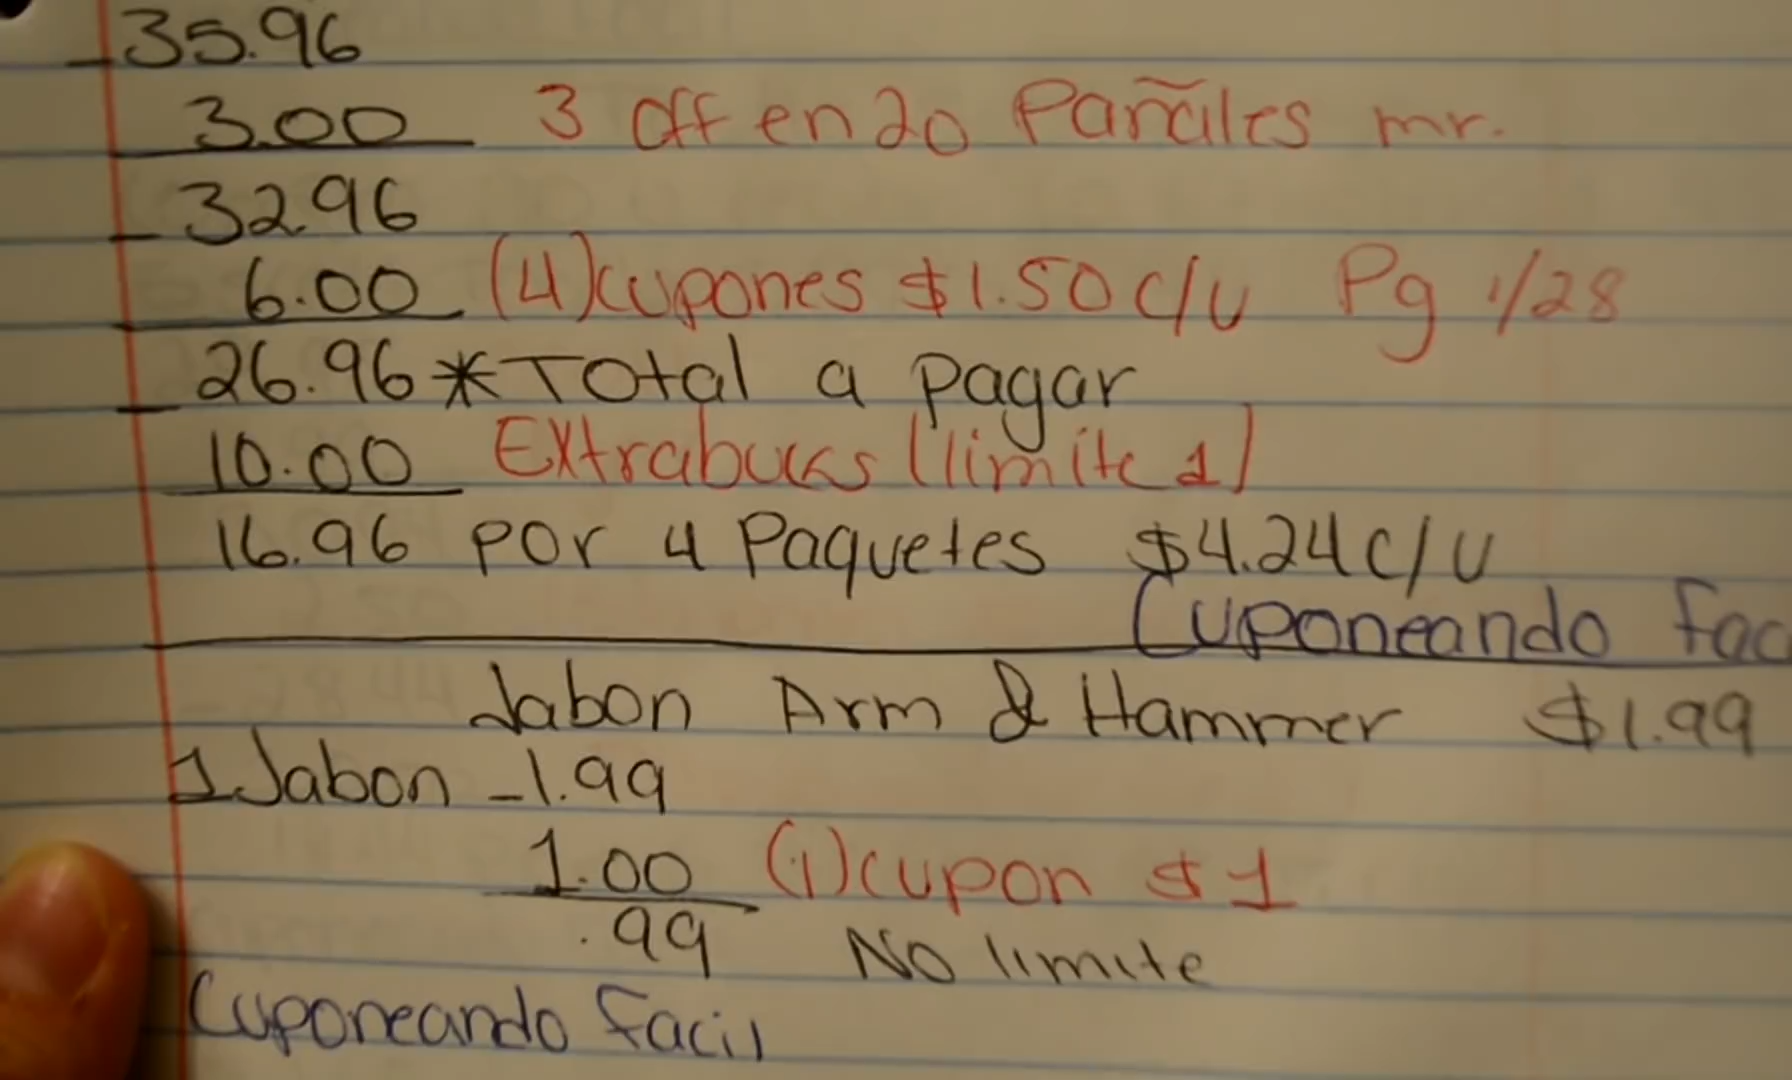 -35.96
3.00 3 off en 20 Pañales mr.
-32.96
6.00 (4) cupones $1.50 c/u Pg 1/28
-26.96 * Total a pagar
10.00 Extrabucks (limite 1)
16.96 por 4 Paquetes $4.24 c/u
Cuponeando fac
Jabon Arm & Hammer $1.99
1 Jabon -1.99
1.00 (1) cupon $1
.99 No limite
Cuponeando facil